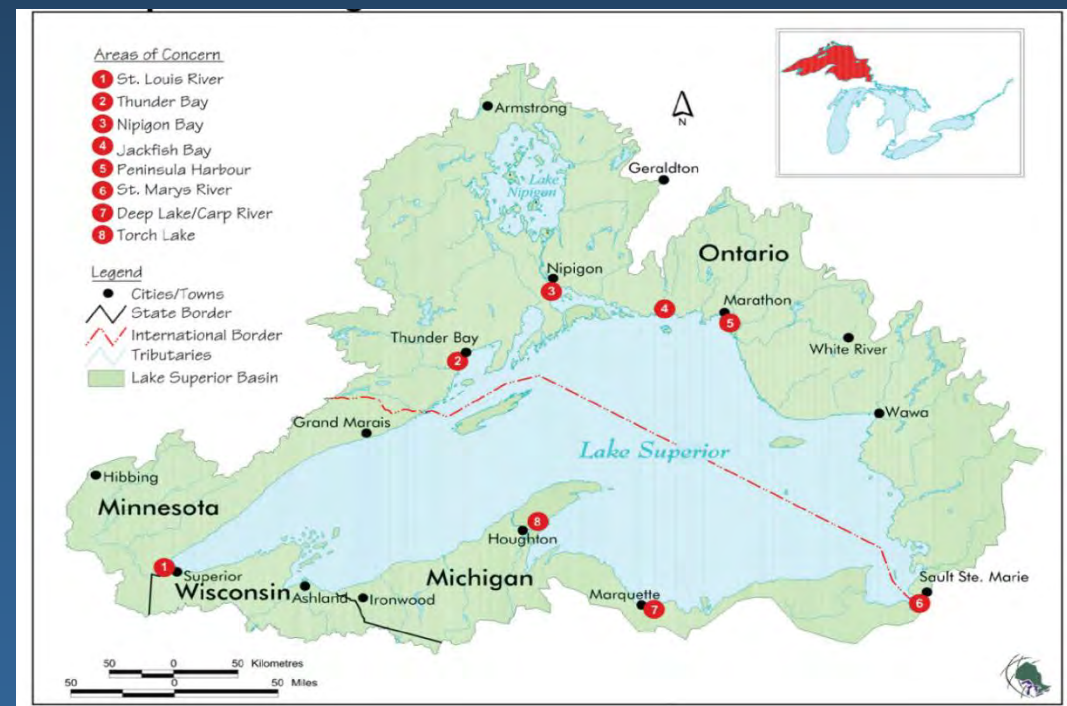 Areas of Concern
1 St. Louis River
2 Thunder Bay
3 Nipigon Bay
4 Jackfish Bay
5 Peninsula Harbour
6 St. Marys River
7 Deep Lake/Carp River
8 Torch Lake
Legend
Cities/Towns
State Border
International Border
Tributaries
Lake Superior Basin
Armstrong
N
Geraldton
Lake
Nipigon
Ontario
Nipigon
3
4
Marathon
5
Thunder Bay
2
White River
Grand Marais
Wawa
Lake Superior
Hibbing
Minnesota
8
Houghton
1
Superior
Wisconsin
Ashland
Ironwood
Michigan
Marquette
7
Sault Ste. Marie
6
50 0 50 Kilometres
50 0 50 Miles